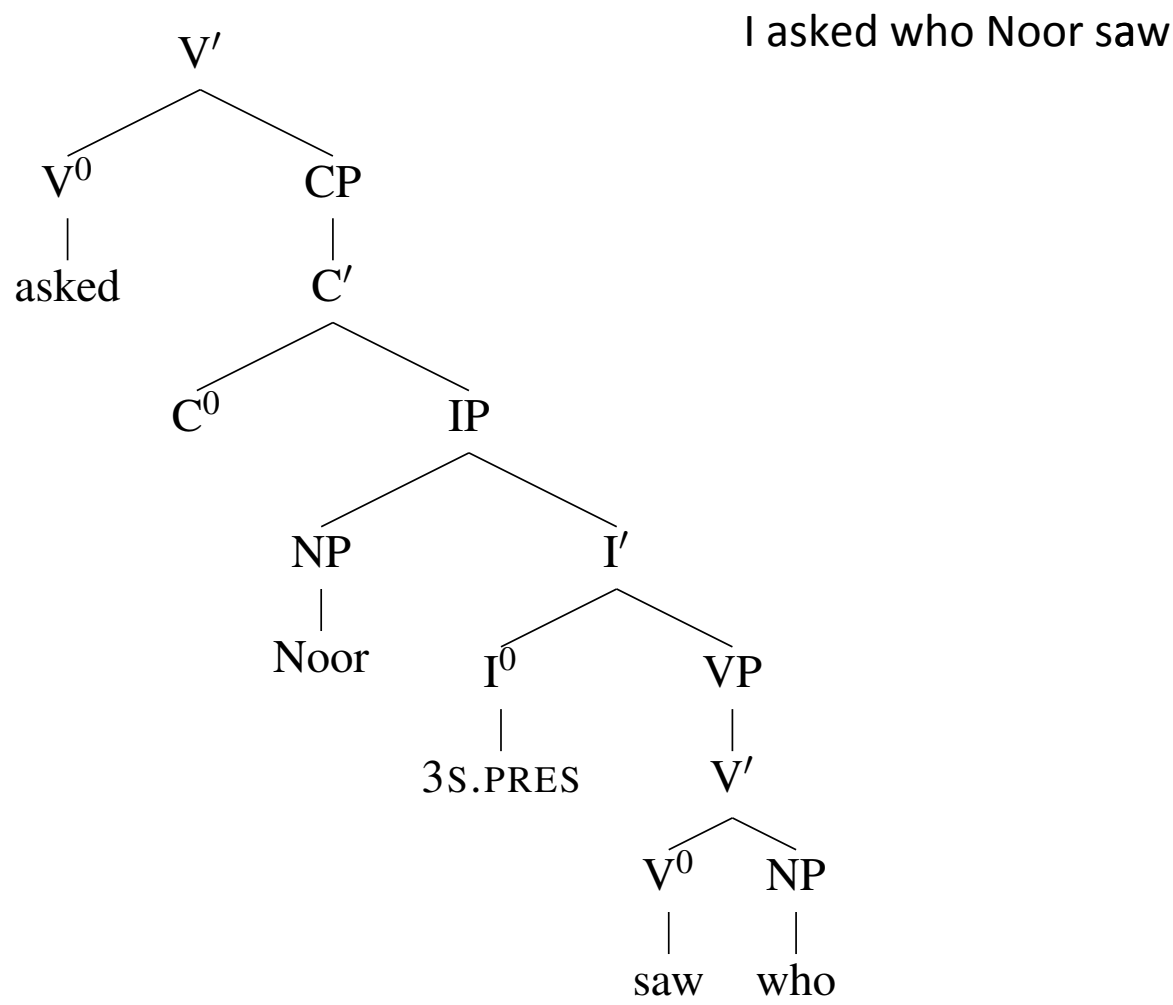 I asked who Noor saw
V′
V⁰ CP
asked C′
C⁰ IP
NP I′
Noor I⁰ VP
3S.PRES V′
V⁰ NP
saw who